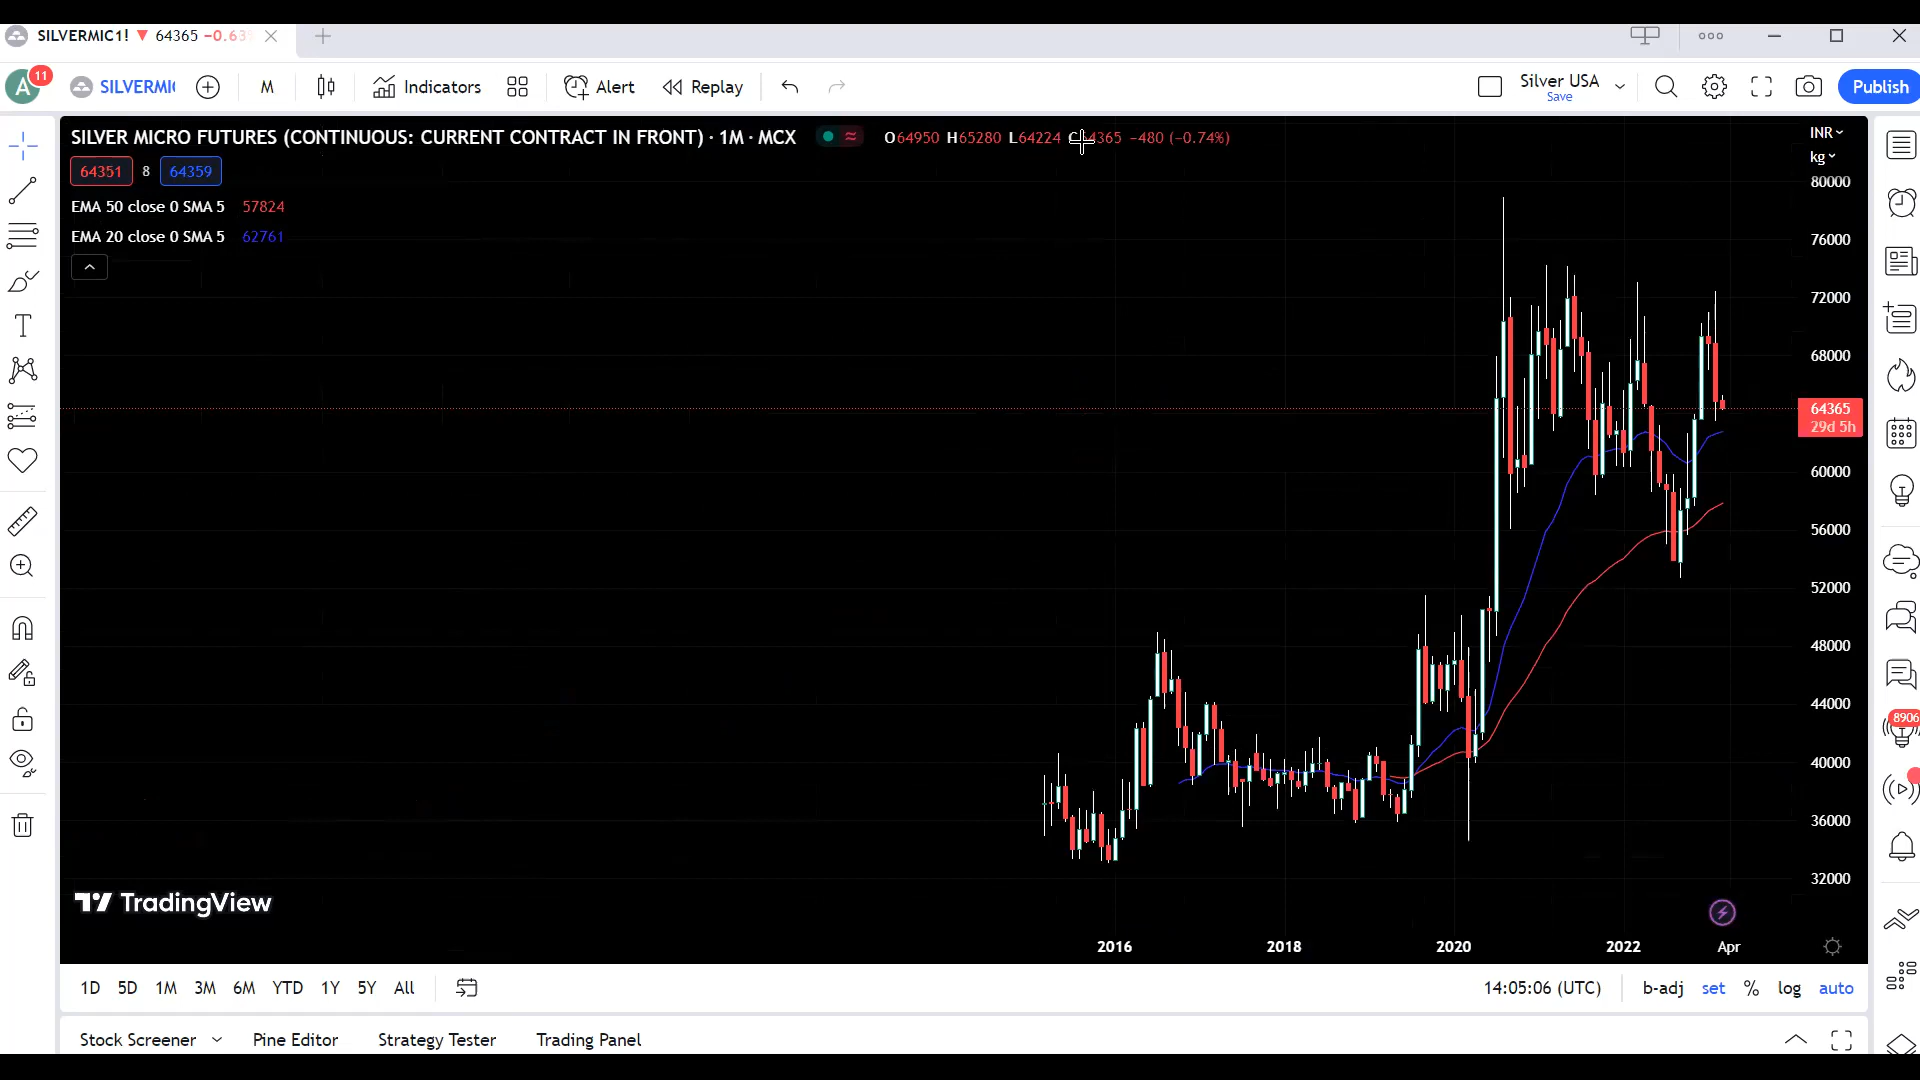 SILVERMIC1! ▼ 64365 −0.63
A 11 SILVERMI M Indicators Alert Replay Silver USA Save Publish
SILVER MICRO FUTURES (CONTINUOUS: CURRENT CONTRACT IN FRONT) · 1M · MCX O64950 H65280 L64224 C64365 −480 (−0.74%)
64351 8 64359
EMA 50 close 0 SMA 5 57824
EMA 20 close 0 SMA 5 62761
INR
kg
80000
76000
72000
68000
64365
29d 5h
60000
56000
52000
48000
44000
40000
36000
32000
8906
TradingView
2016 2018 2020 2022 Apr
1D 5D 1M 3M 6M YTD 1Y 5Y All 14:05:06 (UTC) b-adj set % log auto
Stock Screener Pine Editor Strategy Tester Trading Panel